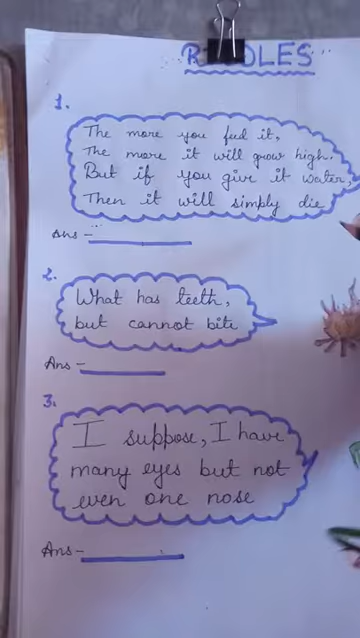 RIDDLES
1.
The more you fed it,
The more it will grow high.
But if you give it water,
Then it will simply die
Ans -
2.
What has teeth,
but cannot bite
Ans -
3.
I suppose, I have
many eyes but not
even one nose
Ans -